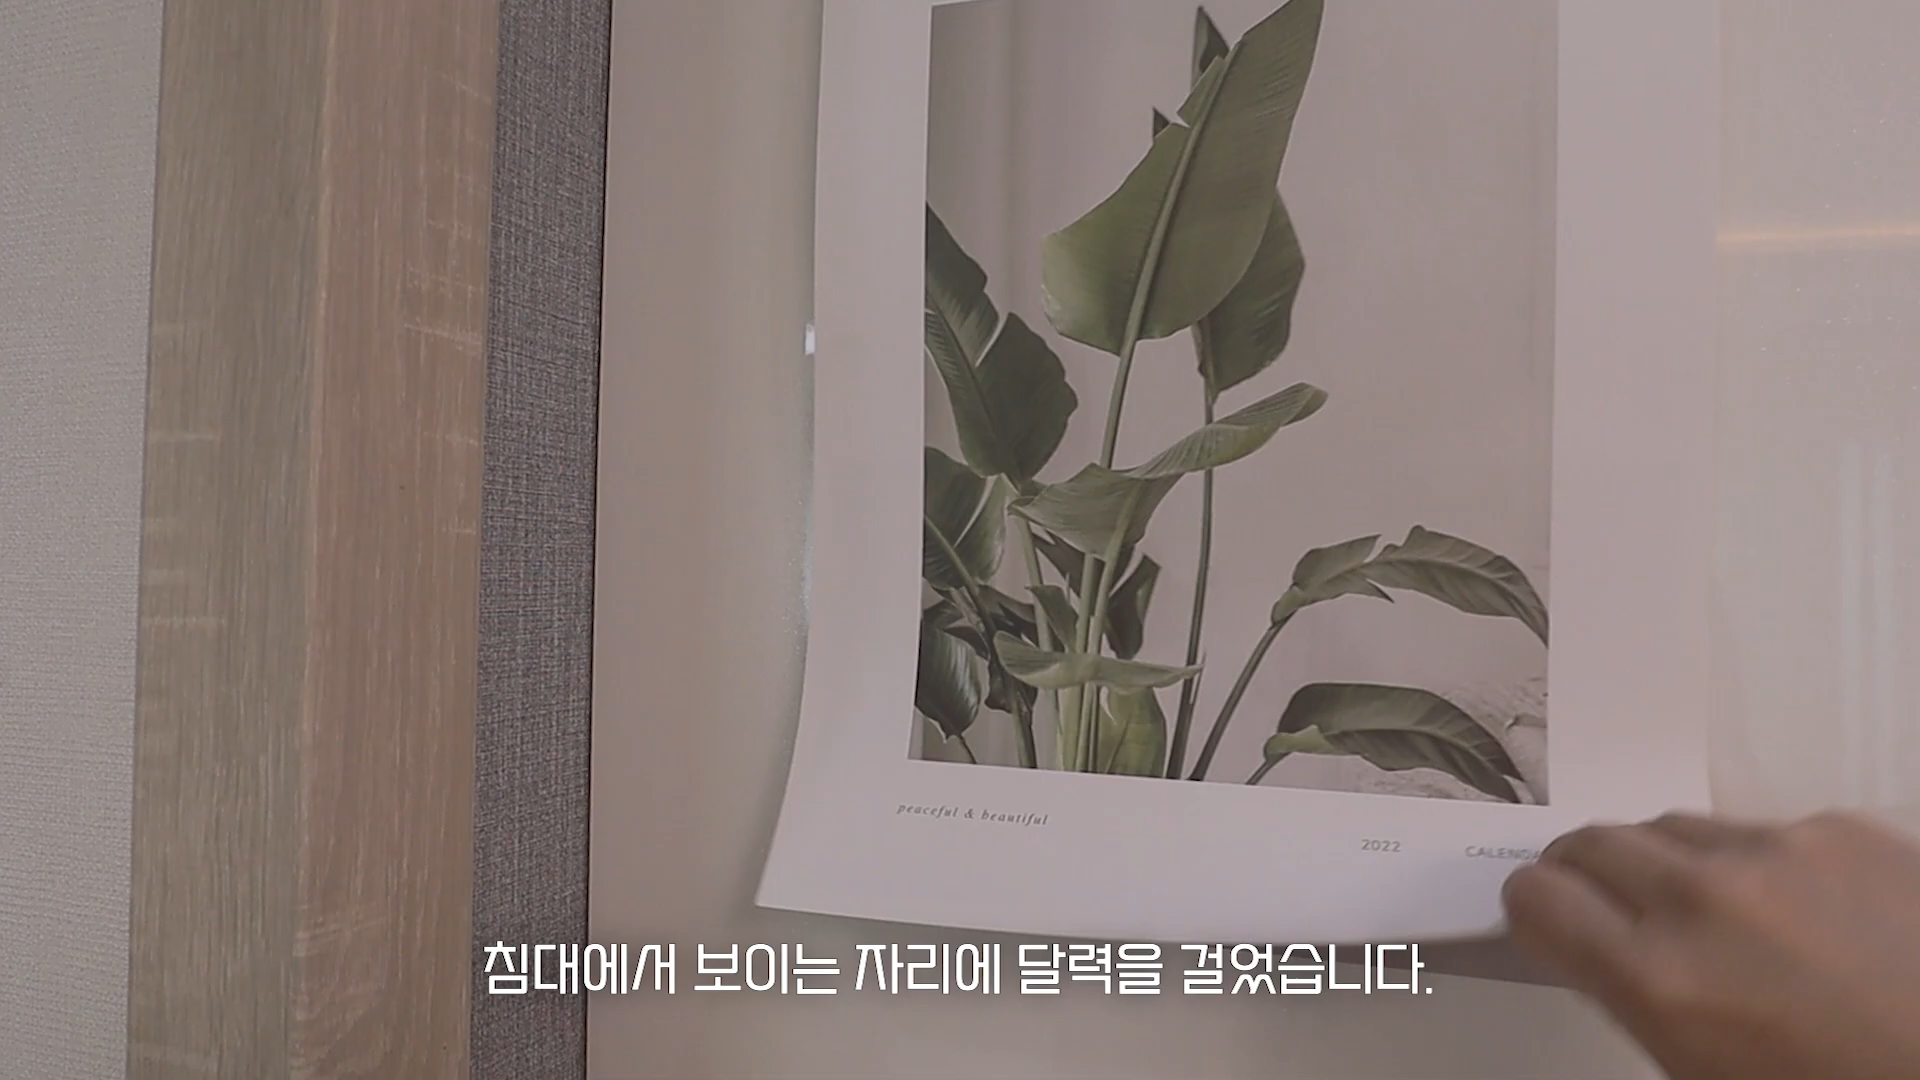 peaceful & beautiful
2022
침대에서 보이는 자리에 달력을 걸었습니다.